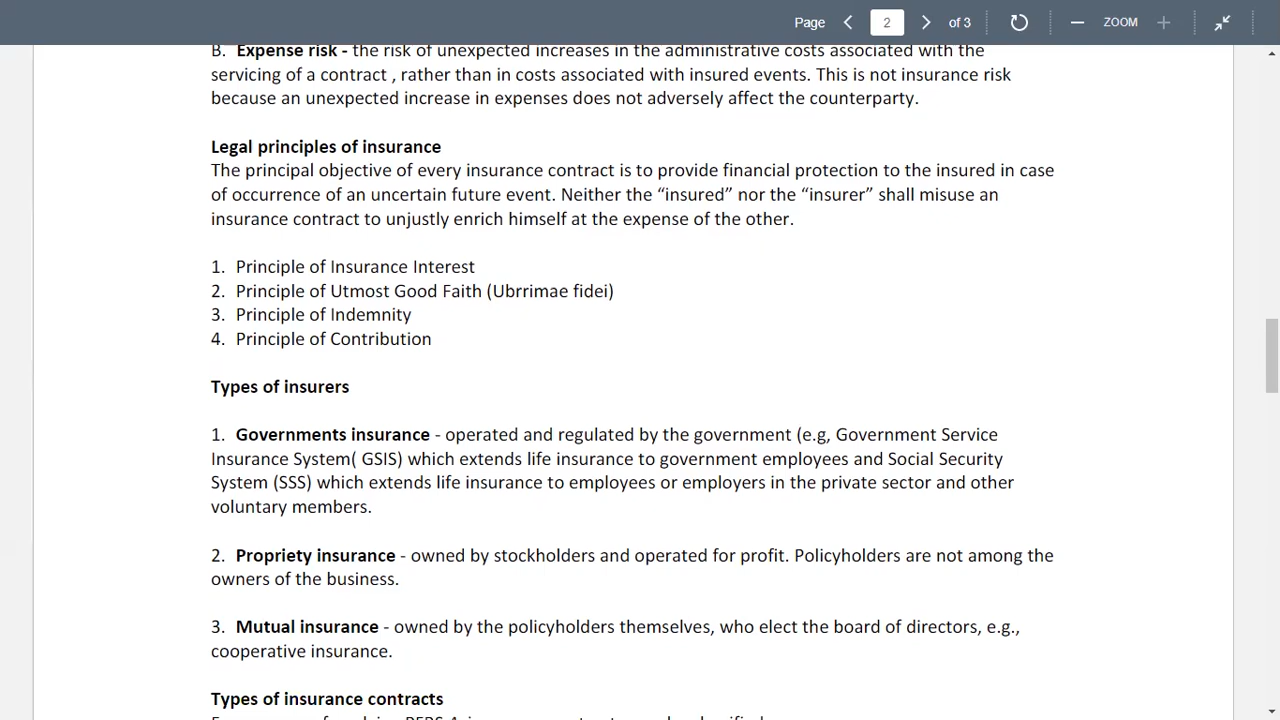 Page 2 of 3 ZOOM
B. Expense risk - the risk of unexpected increases in the administrative costs associated with the
servicing of a contract , rather than in costs associated with insured events. This is not insurance risk
because an unexpected increase in expenses does not adversely affect the counterparty.
Legal principles of insurance
The principal objective of every insurance contract is to provide financial protection to the insured in case
of occurrence of an uncertain future event. Neither the “insured” nor the “insurer” shall misuse an
insurance contract to unjustly enrich himself at the expense of the other.
1. Principle of Insurance Interest
2. Principle of Utmost Good Faith (Ubrrimae fidei)
3. Principle of Indemnity
4. Principle of Contribution
Types of insurers
1. Governments insurance - operated and regulated by the government (e.g, Government Service
Insurance System( GSIS) which extends life insurance to government employees and Social Security
System (SSS) which extends life insurance to employees or employers in the private sector and other
voluntary members.
2. Propriety insurance - owned by stockholders and operated for profit. Policyholders are not among the
owners of the business.
3. Mutual insurance - owned by the policyholders themselves, who elect the board of directors, e.g.,
cooperative insurance.
Types of insurance contracts